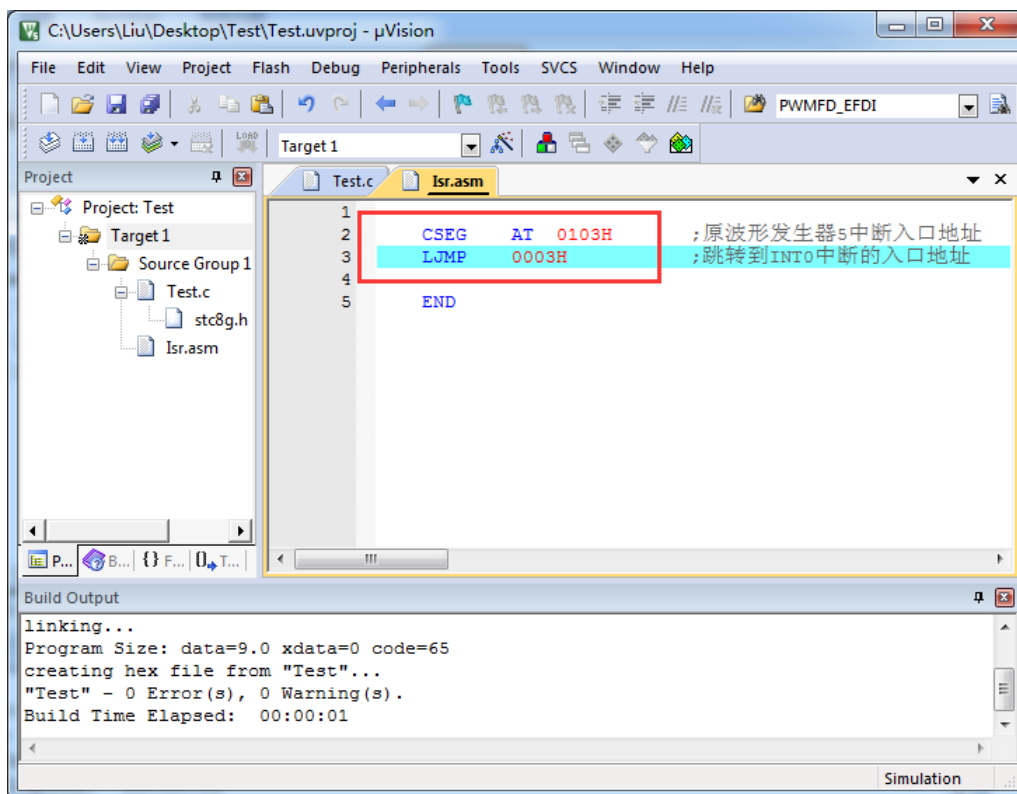 C:\Users\Liu\Desktop\Test\Test.uvproj - µVision
File Edit View Project Flash Debug Peripherals Tools SVCS Window Help
PWMFD_EFDI
LOAD Target 1
Project
Test.c Isr.asm
Project: Test
Target 1
Source Group 1
Test.c
stc8g.h
Isr.asm
1
2 CSEG AT 0103H ;原波形发生器5中断入口地址
3 LJMP 0003H ;跳转到INT0中断的入口地址
4
5 END
P... B... {} F... 0 T...
Build Output
linking...
Program Size: data=9.0 xdata=0 code=65
creating hex file from "Test"...
"Test" - 0 Error(s), 0 Warning(s).
Build Time Elapsed: 00:00:01
Simulation